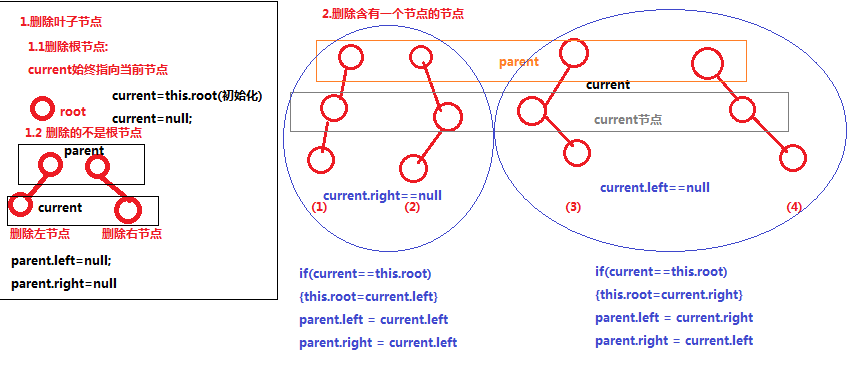 1.删除叶子节点
1.1删除根节点:
current始终指向当前节点
root
current=this.root(初始化)
current=null;
1.2 删除的不是根节点
parent
current
删除左节点
删除右节点
parent.left=null;
parent.right=null
2.删除含有一个节点的节点
parent
current
current节点
current.right==null
current.left==null
(1)
(2)
(3)
(4)
if(current==this.root)
{this.root=current.left}
parent.left = current.left
parent.right = current.left
if(current==this.root)
{this.root=current.right}
parent.left = current.right
parent.right = current.left